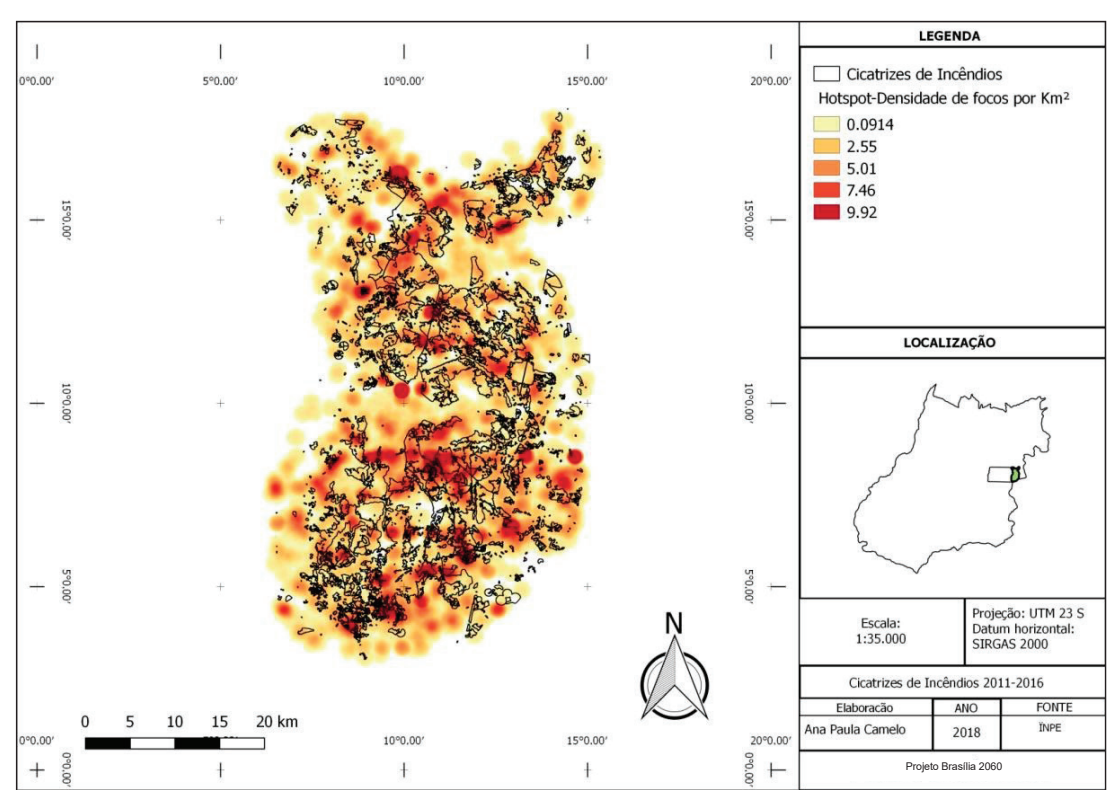 0°0.00'
5°0.00'
10°0.00'
15°0.00'
20°0.00'
15°0.00'
15°0.00'
10°0.00'
10°0.00'
5°0.00'
5°0.00'
N
0 5 10 15 20 km
0°0.00'
10°0.00'
15°0.00'
20°0.00'
0°0.00'
0°0.00'
LEGENDA
Cicatrizes de Incêndios
Hotspot-Densidade de focos por Km²
0.0914
2.55
5.01
7.46
9.92
LOCALIZAÇÃO
Escala:
1:35.000
Projeção: UTM 23 S
Datum horizontal:
SIRGAS 2000
Cicatrizes de Incêndios 2011-2016
Elaboracão ANO FONTE
Ana Paula Camelo 2018 ÏNPE
Projeto Brasília 2060